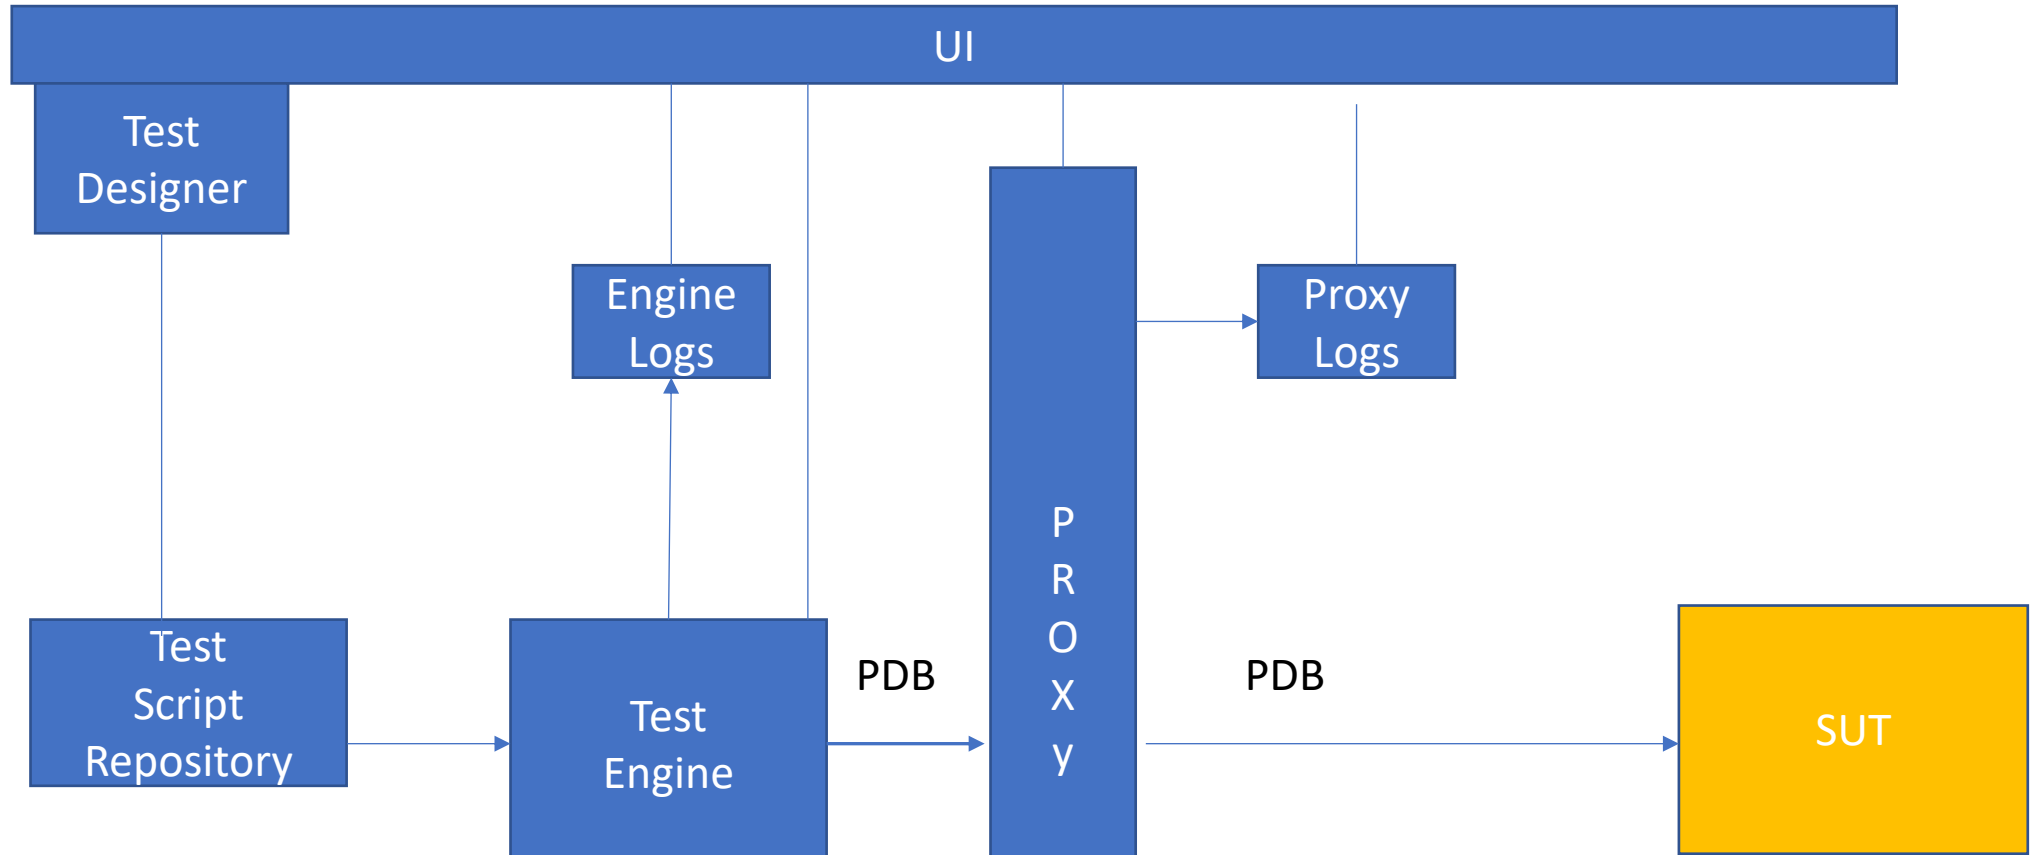 UI
Test
Designer
Engine
Logs
Proxy
Logs
P
R
O
X
y
Test
Script
Repository
Test
Engine
PDB
PDB
SUT